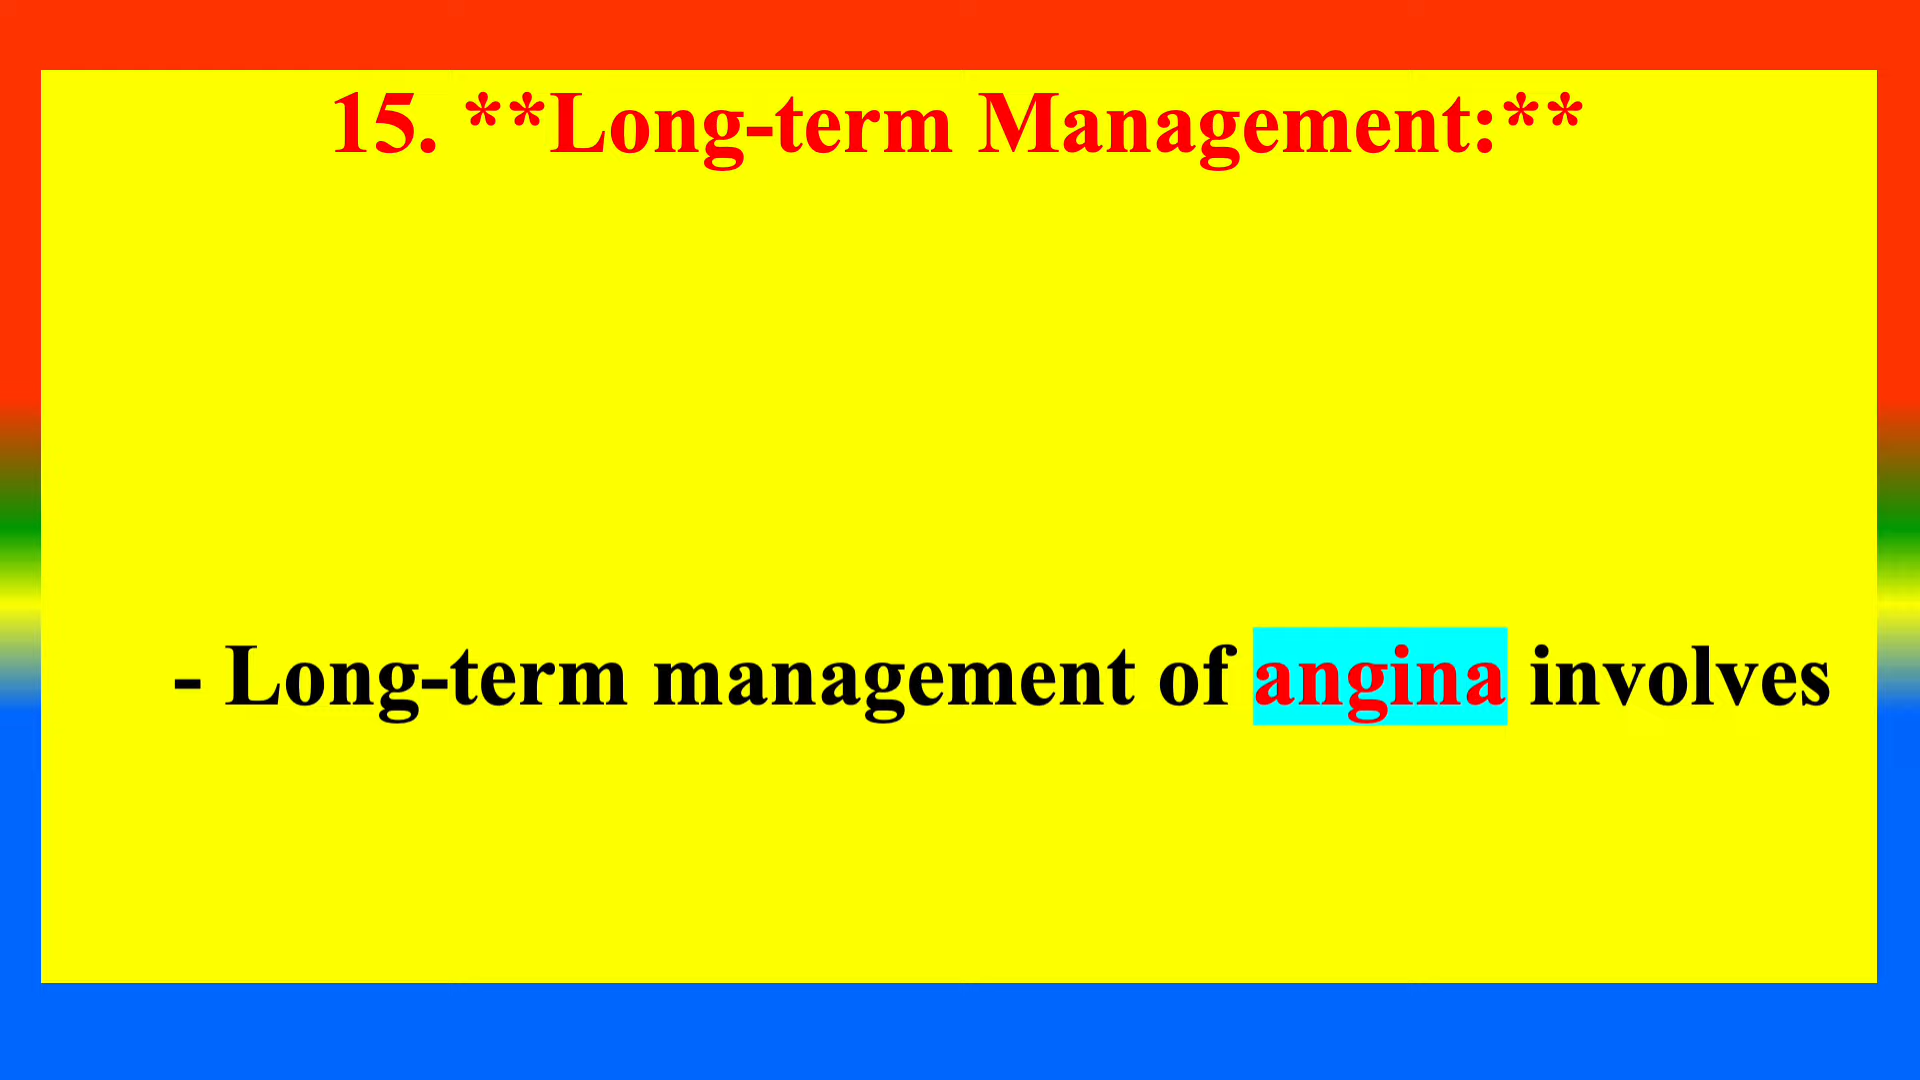 15. **Long-term Management:**
- Long-term management of angina involves